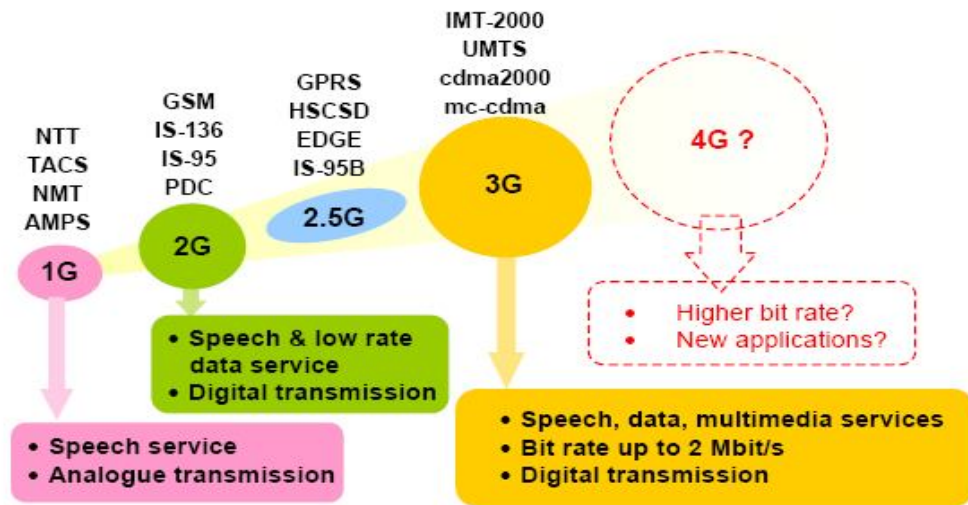 NTT
TACS
NMT
AMPS
1G
• Speech service
• Analogue transmission
GSM
IS-136
IS-95
PDC
2G
• Speech & low rate
data service
• Digital transmission
GPRS
HSCSD
EDGE
IS-95B
2.5G
IMT-2000
UMTS
cdma2000
mc-cdma
3G
• Speech, data, multimedia services
• Bit rate up to 2 Mbit/s
• Digital transmission
4G ?
• Higher bit rate?
• New applications?